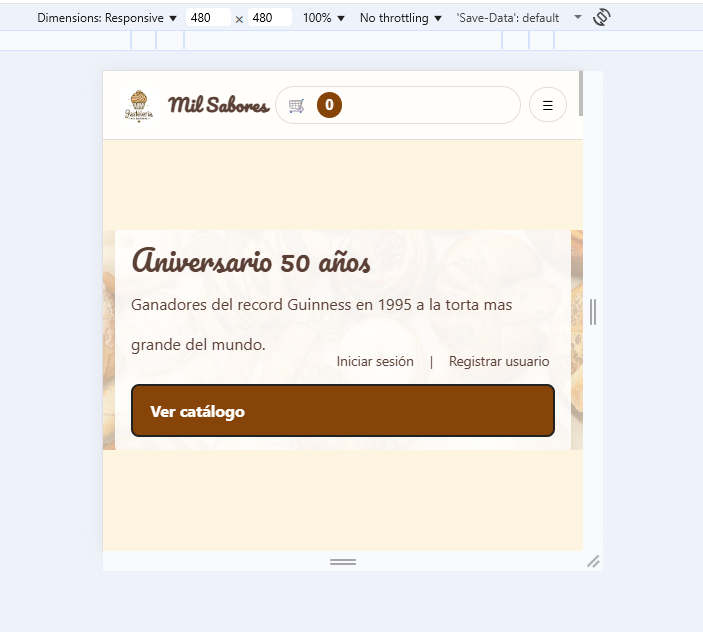 Dimensions: Responsive ▼ 480 × 480 100% ▼ No throttling ▼ 'Save-Data': default
Pastelería
Mil Sabores 0 ☰
Aniversario 50 años
Ganadores del record Guinness en 1995 a la torta mas
grande del mundo.
Iniciar sesión | Registrar usuario
Ver catálogo